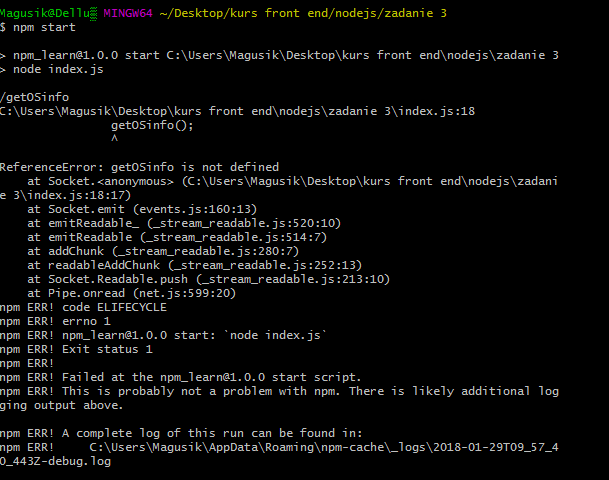 Magusik@Dellu MINGW64 ~/Desktop/kurs front end/nodejs/zadanie 3
$ npm start
> npm_learn@1.0.0 start C:\Users\Magusik\Desktop\kurs front end\nodejs\zadanie 3
> node index.js
/getOSinfo
C:\Users\Magusik\Desktop\kurs front end\nodejs\zadanie 3\index.js:18
getOSinfo();
^
ReferenceError: getOSinfo is not defined
at Socket.<anonymous> (C:\Users\Magusik\Desktop\kurs front end\nodejs\zadani
e 3\index.js:18:17)
at Socket.emit (events.js:160:13)
at emitReadable_ (_stream_readable.js:520:10)
at emitReadable (_stream_readable.js:514:7)
at addChunk (_stream_readable.js:280:7)
at readableAddChunk (_stream_readable.js:252:13)
at Socket.Readable.push (_stream_readable.js:213:10)
at Pipe.onread (net.js:599:20)
npm ERR! code ELIFECYCLE
npm ERR! errno 1
npm ERR! npm_learn@1.0.0 start: `node index.js`
npm ERR! Exit status 1
npm ERR!
npm ERR! Failed at the npm_learn@1.0.0 start script.
npm ERR! This is probably not a problem with npm. There is likely additional log
ging output above.
npm ERR! A complete log of this run can be found in:
npm ERR!     C:\Users\Magusik\AppData\Roaming\npm-cache\_logs\2018-01-29T09_57_4
0_443Z-debug.log